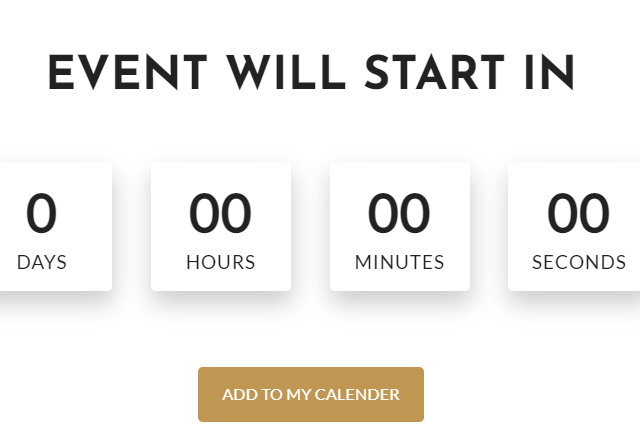 EVENT WILL START IN
0 00 00 00
DAYS HOURS MINUTES SECONDS
ADD TO MY CALENDER